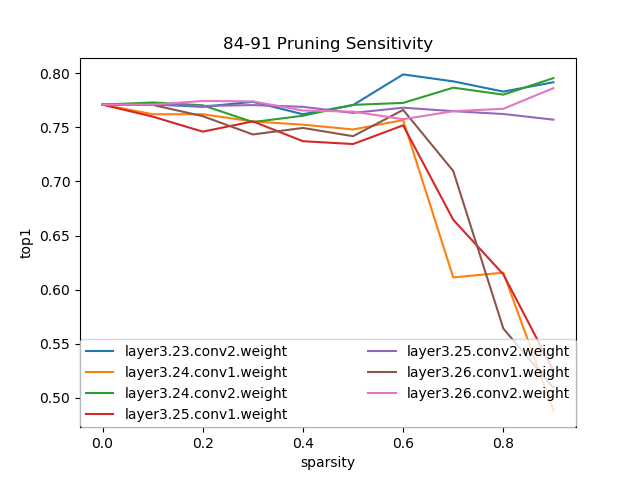 84-91 Pruning Sensitivity
top1
0.80
0.75
0.70
0.65
0.60
0.55
0.50
layer3.23.conv2.weight
layer3.24.conv1.weight
layer3.24.conv2.weight
layer3.25.conv1.weight
layer3.25.conv2.weight
layer3.26.conv1.weight
layer3.26.conv2.weight
0.0 0.2 0.4 0.6 0.8
sparsity